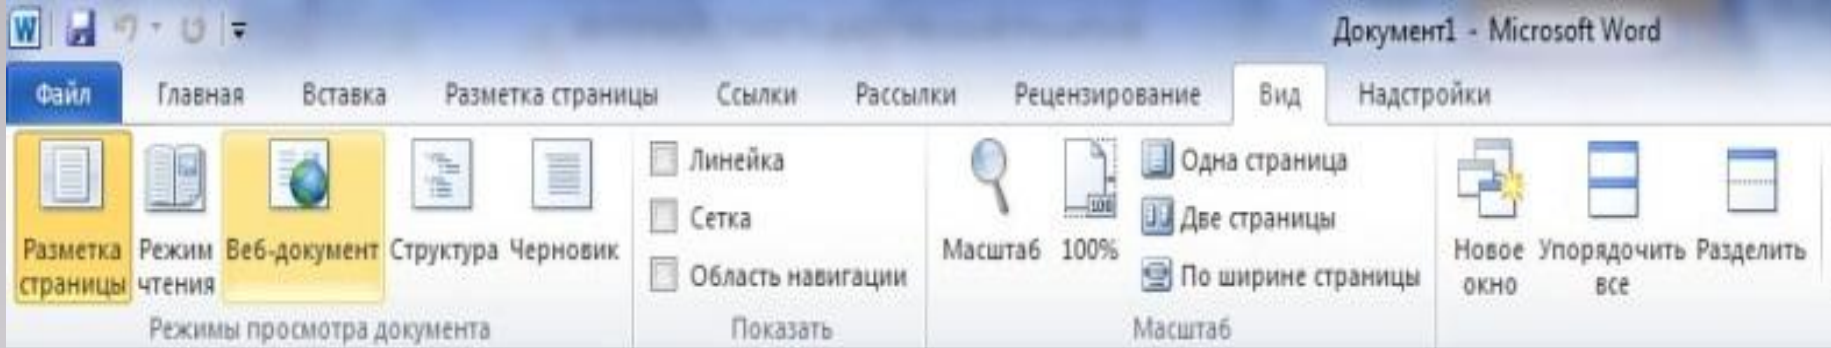 W
Документ1 - Microsoft Word
Файл Главная Вставка Разметка страницы Ссылки Рассылки Рецензирование Вид Надстройки
Разметка страницы
Режим чтения
Веб-документ
Структура
Черновик
Режимы просмотра документа
Линейка
Сетка
Область навигации
Показать
Масштаб
100
100%
Одна страница
Две страницы
По ширине страницы
Масштаб
Новое окно
Упорядочить все
Разделить